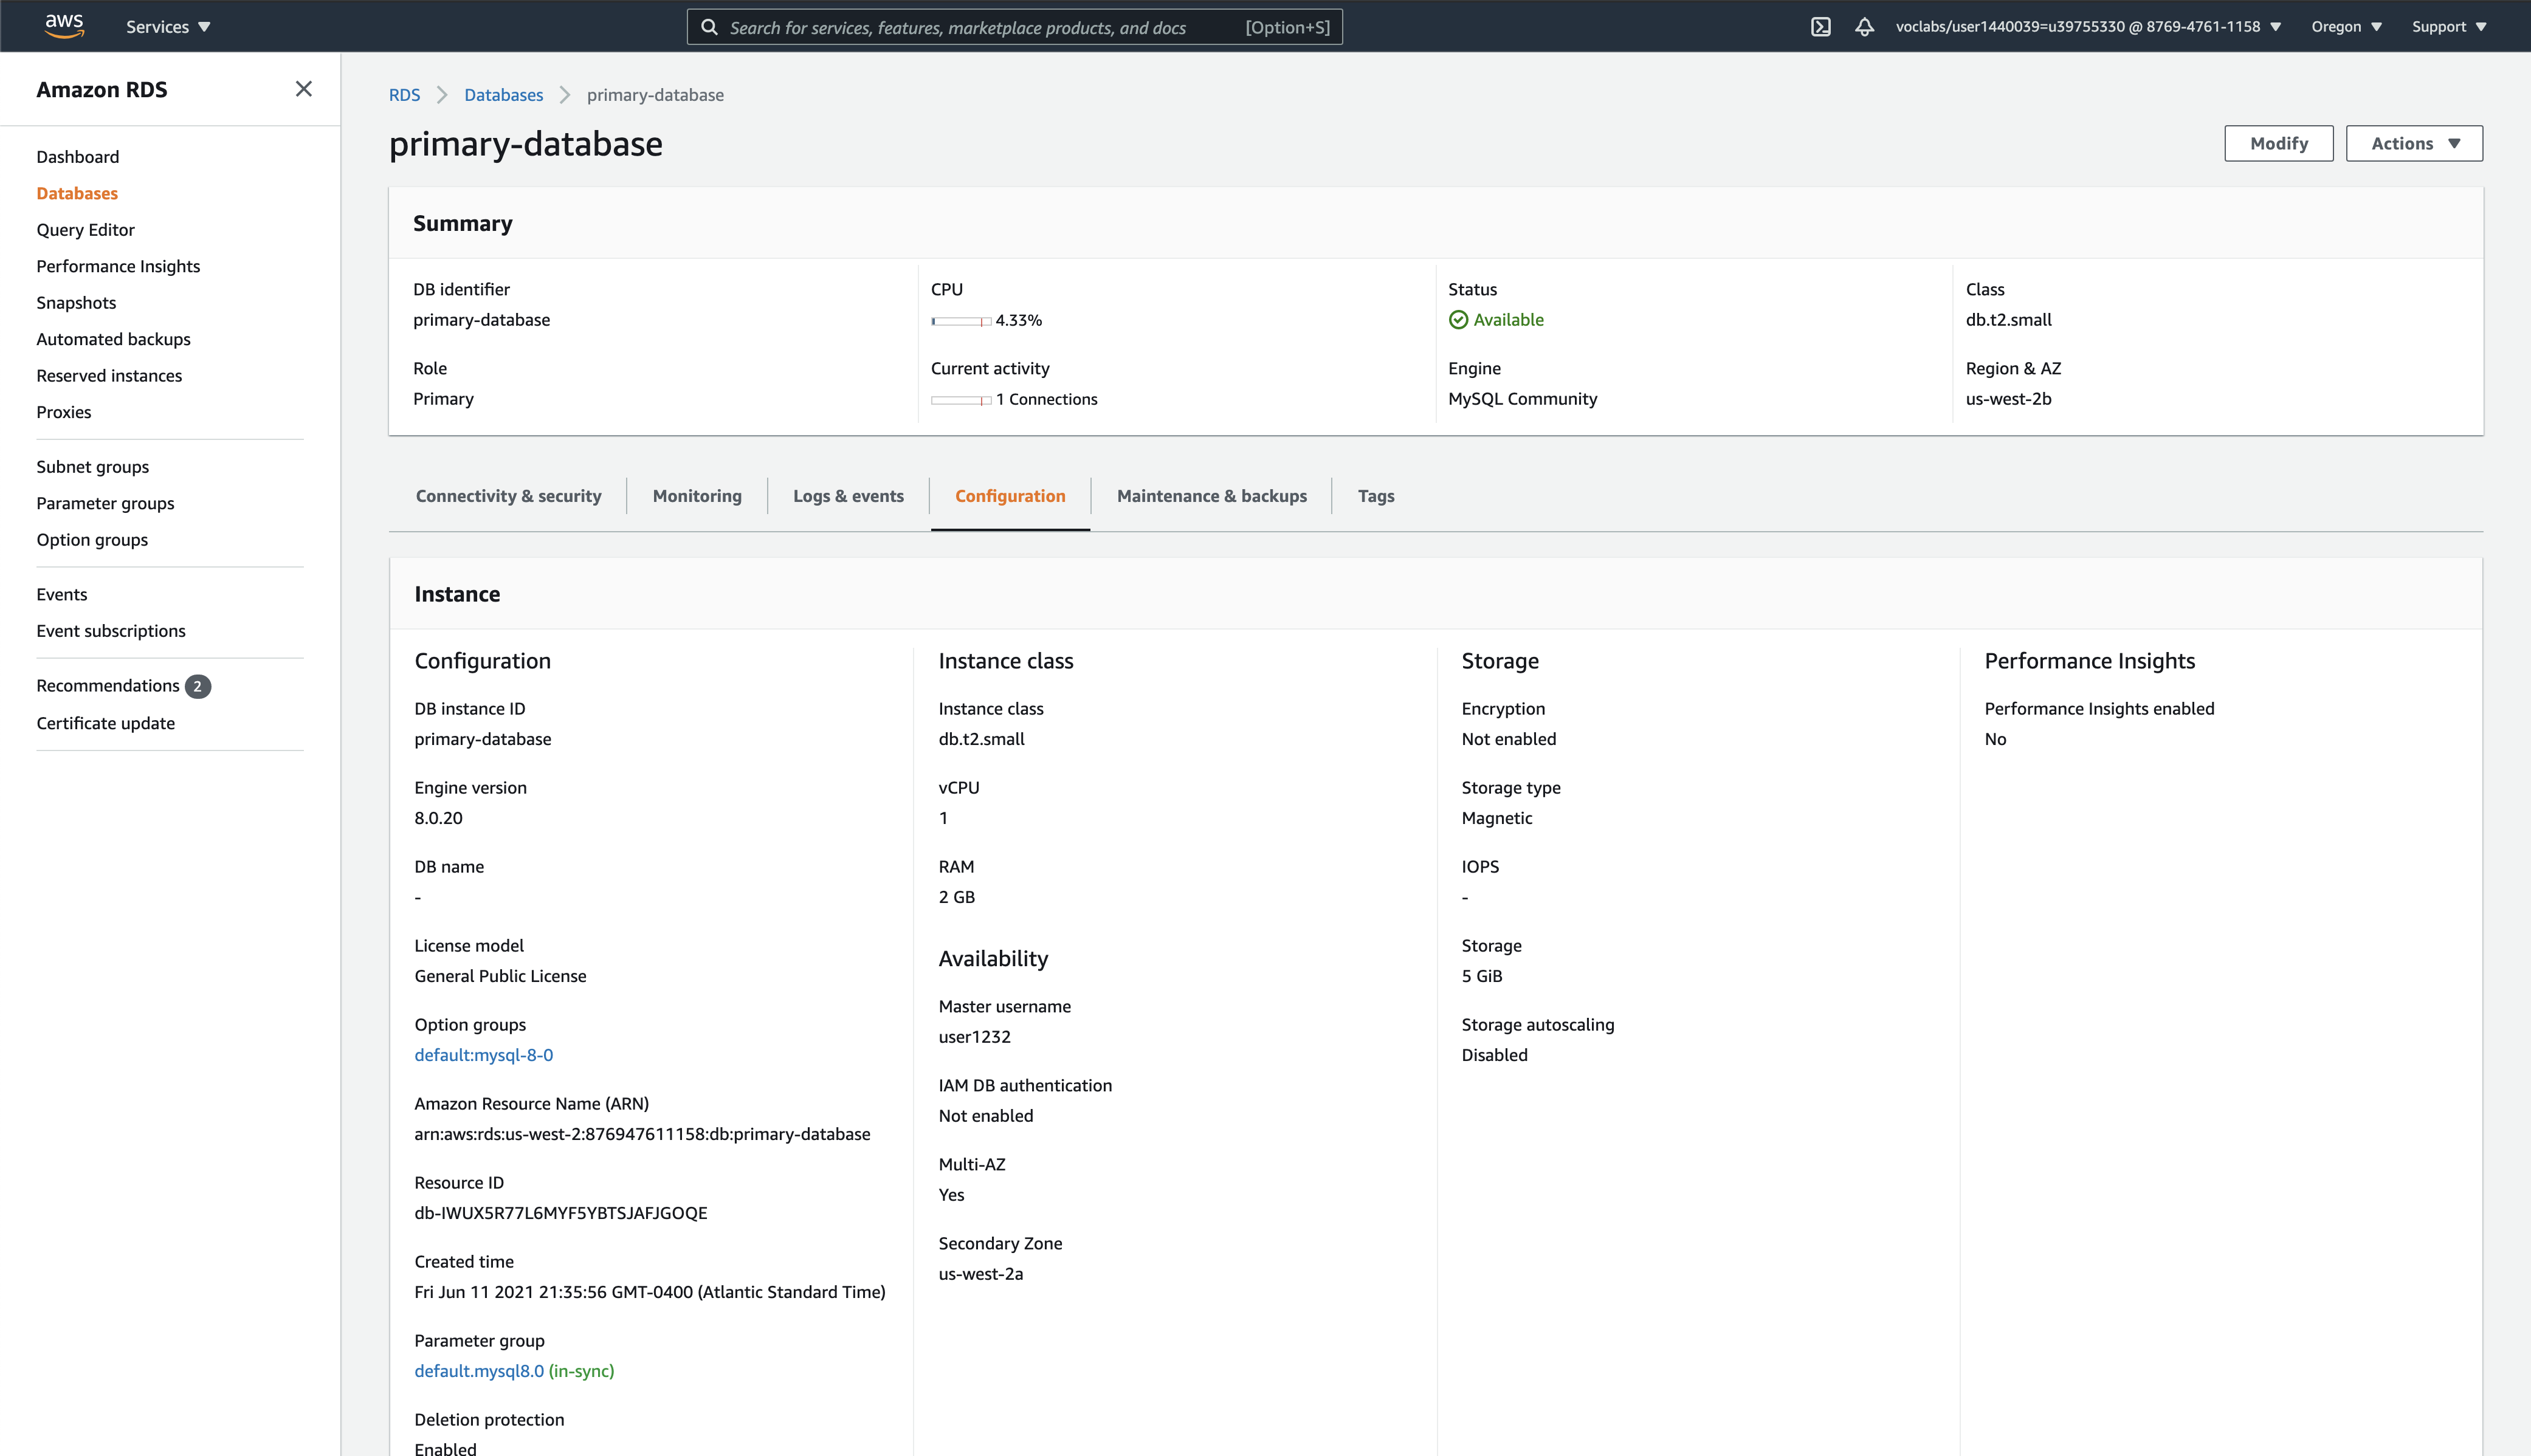 aws
Services
Search for services, features, marketplace products, and docs [Option+S]
voclabs/user1440039=u39755330 @ 8769-4761-1158
Oregon
Support
Amazon RDS
Dashboard
Databases
Query Editor
Performance Insights
Snapshots
Automated backups
Reserved instances
Proxies
Subnet groups
Parameter groups
Option groups
Events
Event subscriptions
Recommendations 2
Certificate update
RDS > Databases > primary-database
primary-database
Modify
Actions
Summary
DB identifier
primary-database
Role
Primary
CPU
4.33%
Current activity
1 Connections
Status
Available
Engine
MySQL Community
Class
db.t2.small
Region & AZ
us-west-2b
Connectivity & security
Monitoring
Logs & events
Configuration
Maintenance & backups
Tags
Instance
Configuration
DB instance ID
primary-database
Engine version
8.0.20
DB name
-
License model
General Public License
Option groups
default:mysql-8-0
Amazon Resource Name (ARN)
arn:aws:rds:us-west-2:876947611158:db:primary-database
Resource ID
db-IWUX5R77L6MYF5YBTSJAFJGOQE
Created time
Fri Jun 11 2021 21:35:56 GMT-0400 (Atlantic Standard Time)
Parameter group
default.mysql8.0 (in-sync)
Deletion protection
Enabled
Instance class
Instance class
db.t2.small
vCPU
1
RAM
2 GB
Availability
Master username
user1232
IAM DB authentication
Not enabled
Multi-AZ
Yes
Secondary Zone
us-west-2a
Storage
Encryption
Not enabled
Storage type
Magnetic
IOPS
-
Storage
5 GiB
Storage autoscaling
Disabled
Performance Insights
Performance Insights enabled
No